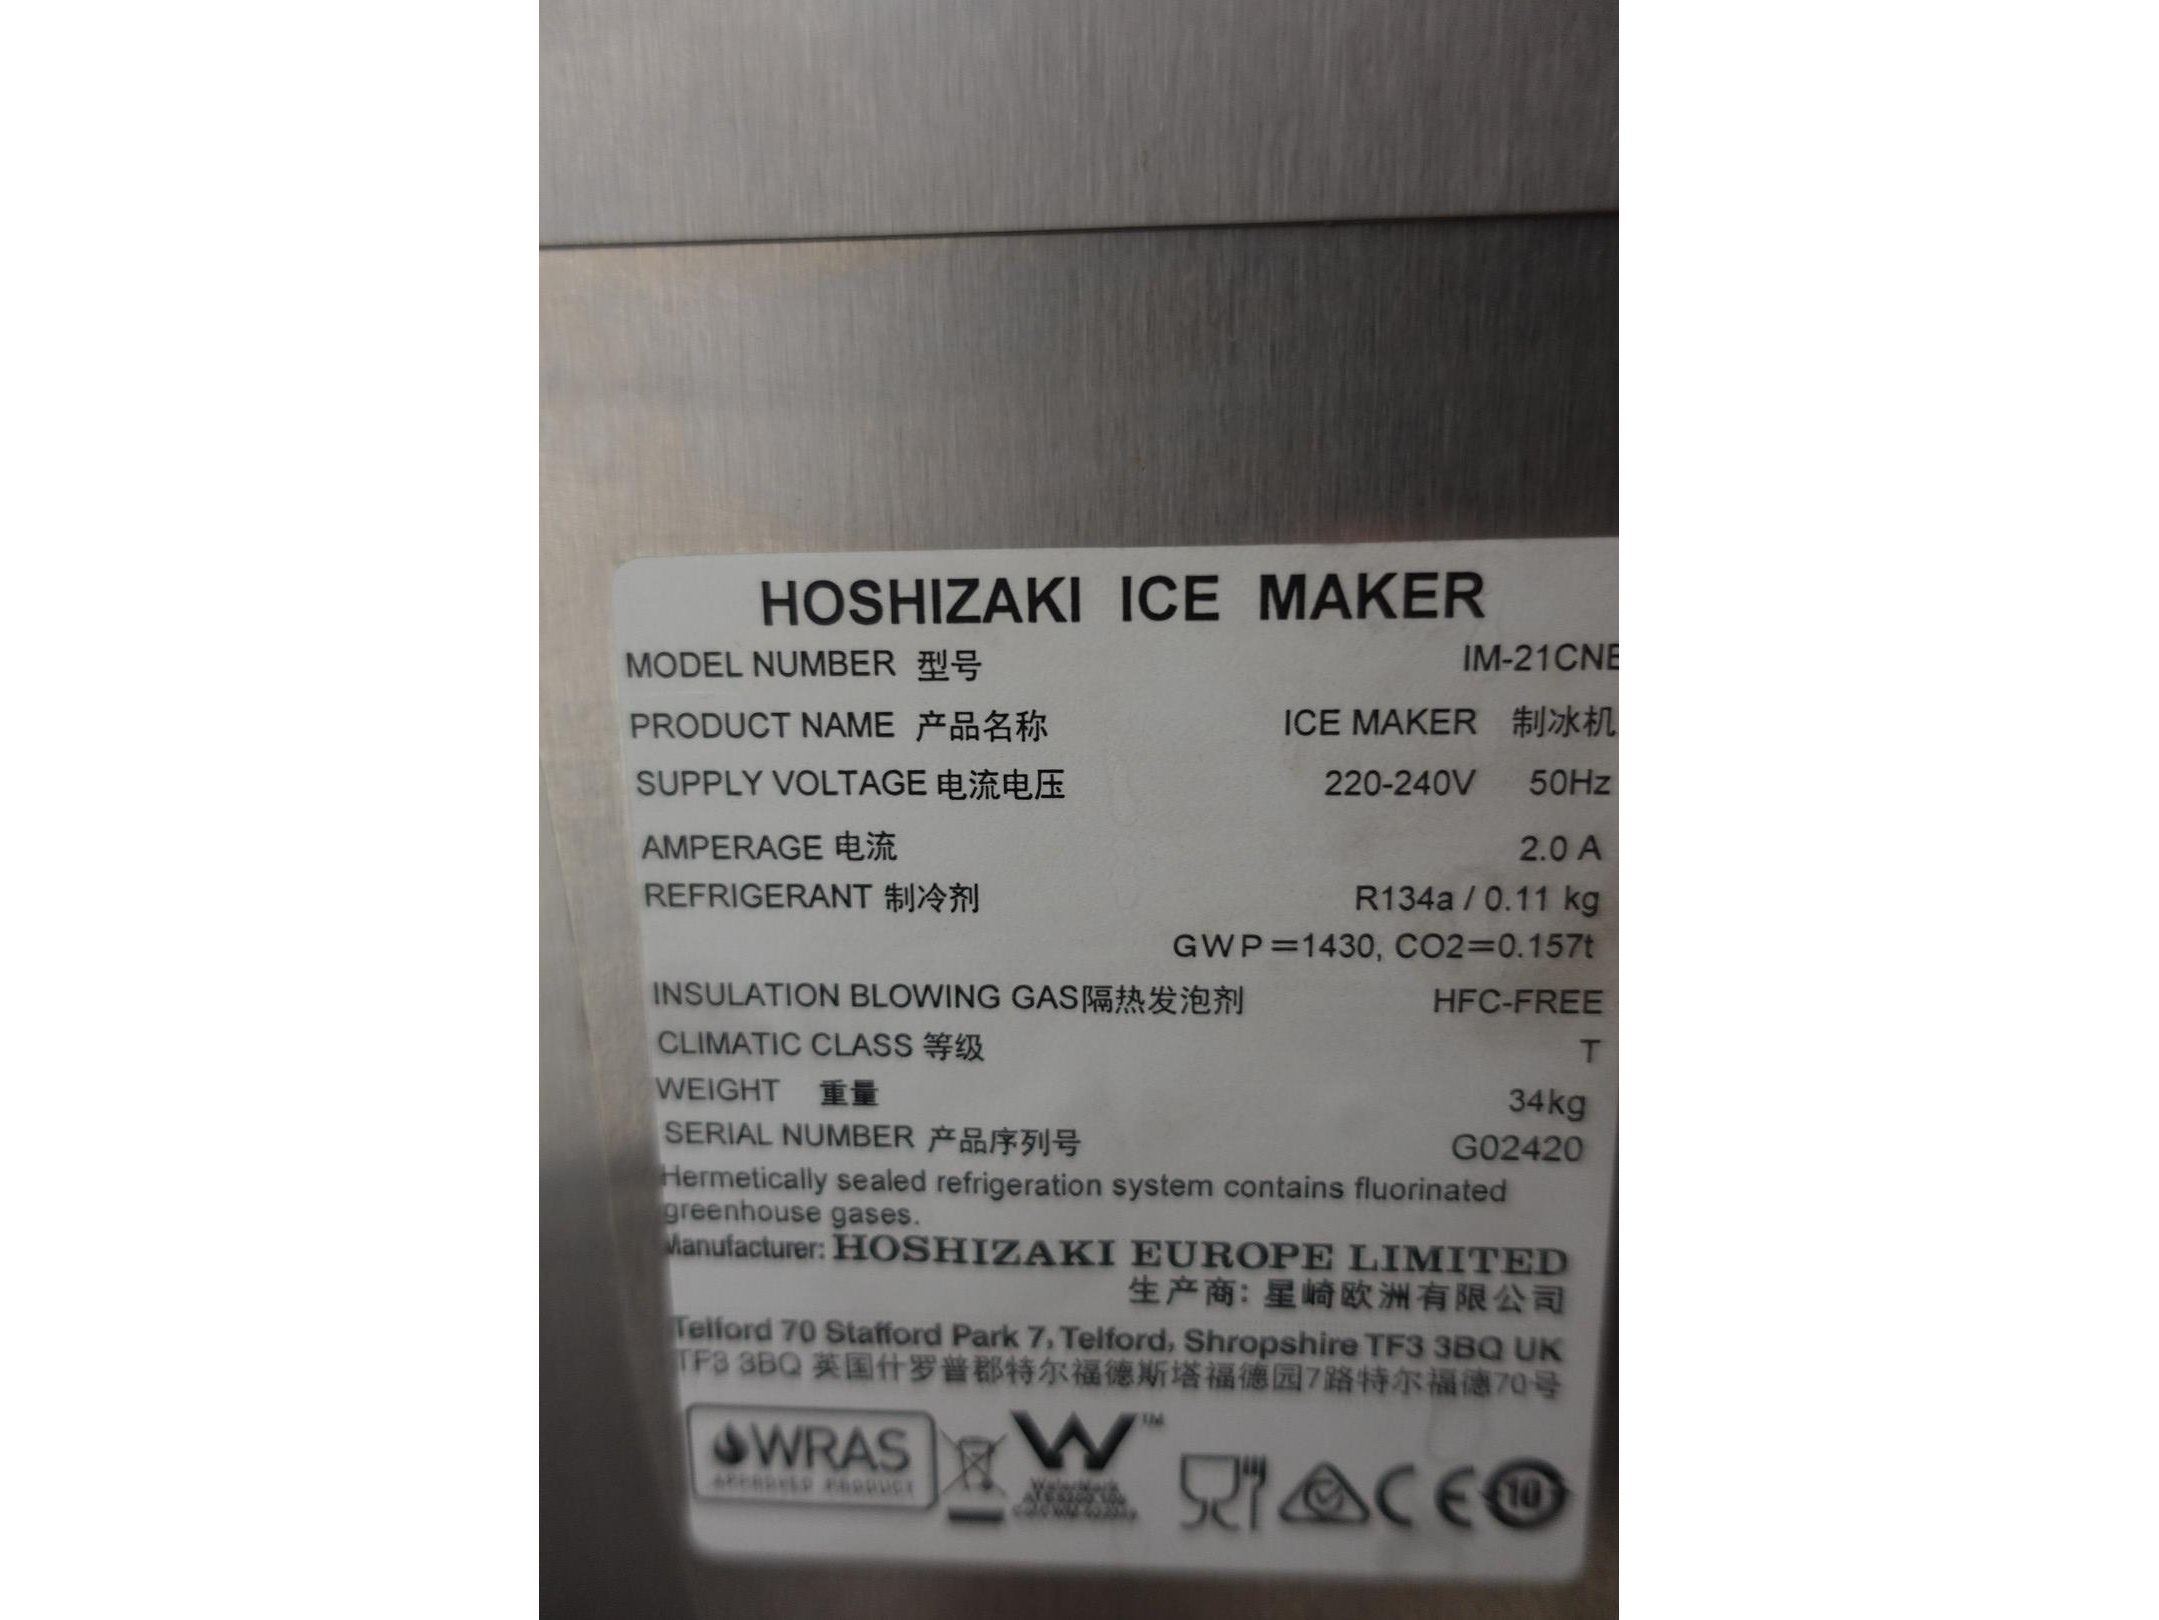 HOSHIZAKI ICE MAKER
MODEL NUMBER 型号 IM-21CNE
PRODUCT NAME 产品名称 ICE MAKER 制冰机
SUPPLY VOLTAGE 电流电压 220-240V 50Hz
AMPERAGE 电流 2.0 A
REFRIGERANT 制冷剂 R134a / 0.11 kg
GWP=1430, CO2=0.157t
INSULATION BLOWING GAS隔热发泡剂 HFC-FREE
CLIMATIC CLASS 等级 T
WEIGHT 重量 34kg
SERIAL NUMBER 产品序列号 G02420
Hermetically sealed refrigeration system contains fluorinated
greenhouse gases.
Manufacturer: HOSHIZAKI EUROPE LIMITED
生产商: 星崎欧洲有限公司
Telford 70 Stafford Park 7, Telford, Shropshire TF3 3BQ UK
TF3 3BQ 英国什罗普郡特尔福德斯塔福德园7路特尔福德70号
WRAS
APPROVED PRODUCT
TM
WaterMark
CE
10